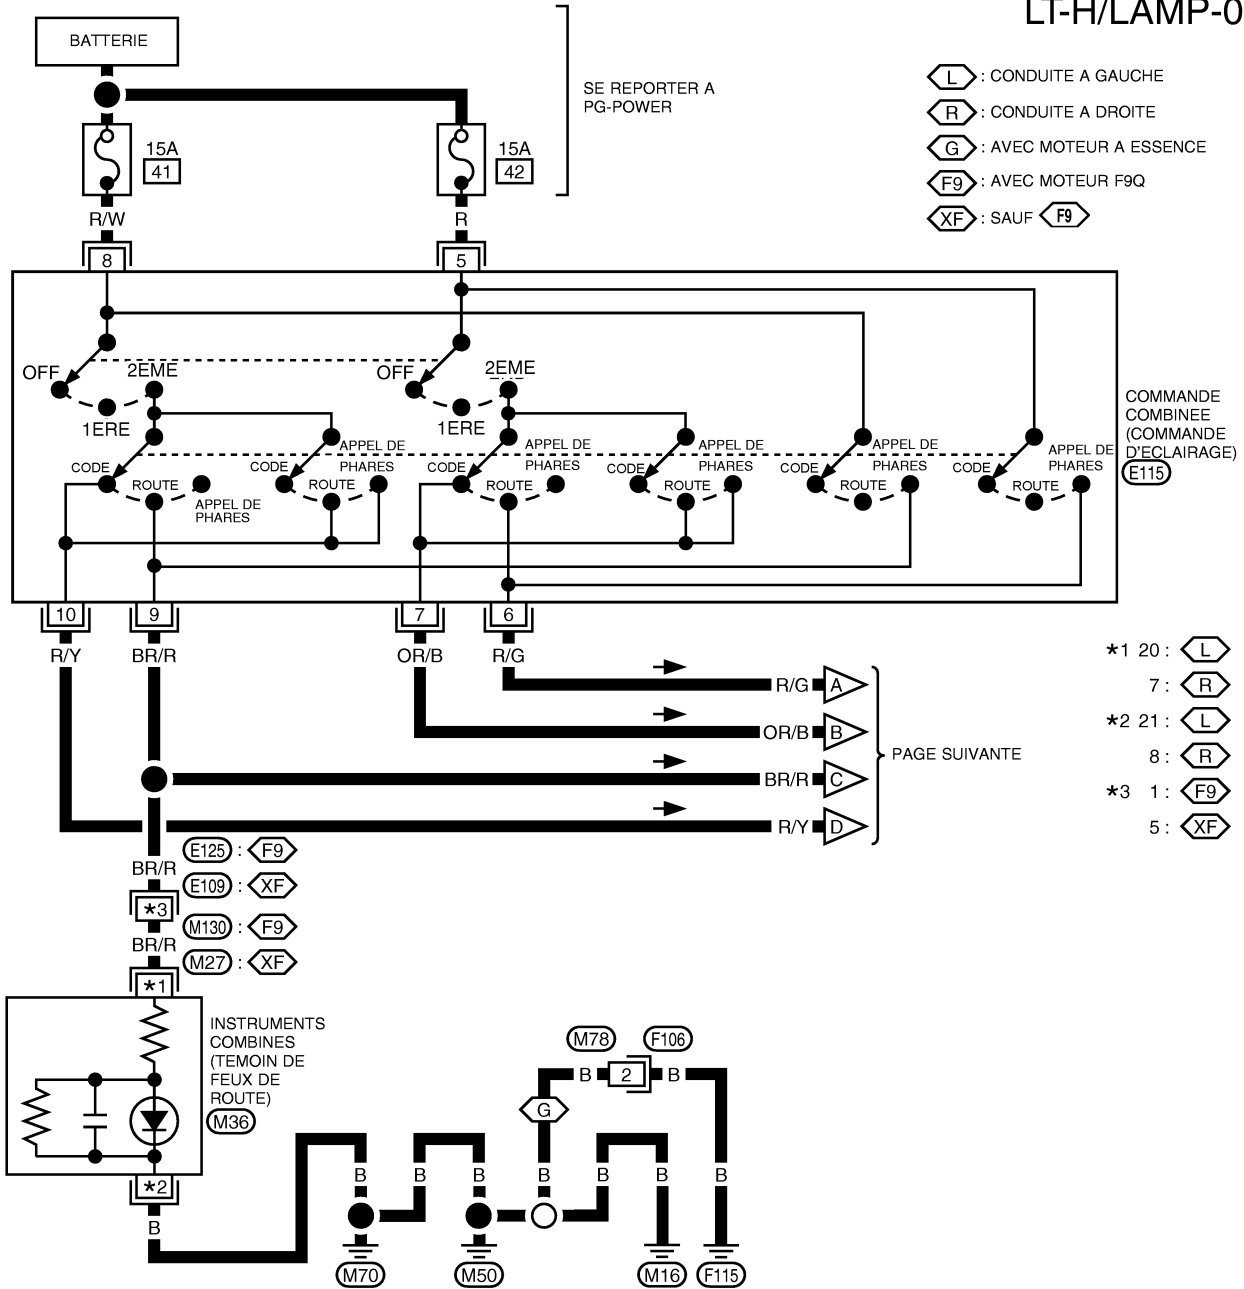 LT-H/LAMP-0
BATTERIE
SE REPORTER A
PG-POWER
L : CONDUITE A GAUCHE
R : CONDUITE A DROITE
G : AVEC MOTEUR A ESSENCE
F9 : AVEC MOTEUR F9Q
XF : SAUF F9
15A
41
15A
42
R/W
R
8
5
OFF
2EME
1ERE
OFF
2EME
1ERE
COMMANDE
COMBINEE
(COMMANDE
D'ECLAIRAGE)
E115
CODE
ROUTE
APPEL DE
PHARES
CODE
ROUTE
APPEL DE
PHARES
CODE
ROUTE
APPEL DE
PHARES
CODE
ROUTE
APPEL DE
PHARES
CODE
ROUTE
APPEL DE
PHARES
CODE
ROUTE
APPEL DE
PHARES
10
9
7
6
R/Y
BR/R
OR/B
R/G
R/G A
OR/B B
BR/R C
R/Y D
PAGE SUIVANTE
*1 20 : L
7 : R
*2 21 : L
8 : R
*3 1 : F9
5 : XF
BR/R
E125 : F9
E109 : XF
*3
M130 : F9
BR/R
M27 : XF
*1
INSTRUMENTS
COMBINES
(TEMOIN DE
FEUX DE
ROUTE)
M36
*2
B
M78
F106
B 2 B
G
B B B B B B
M70
M50
M16
F115